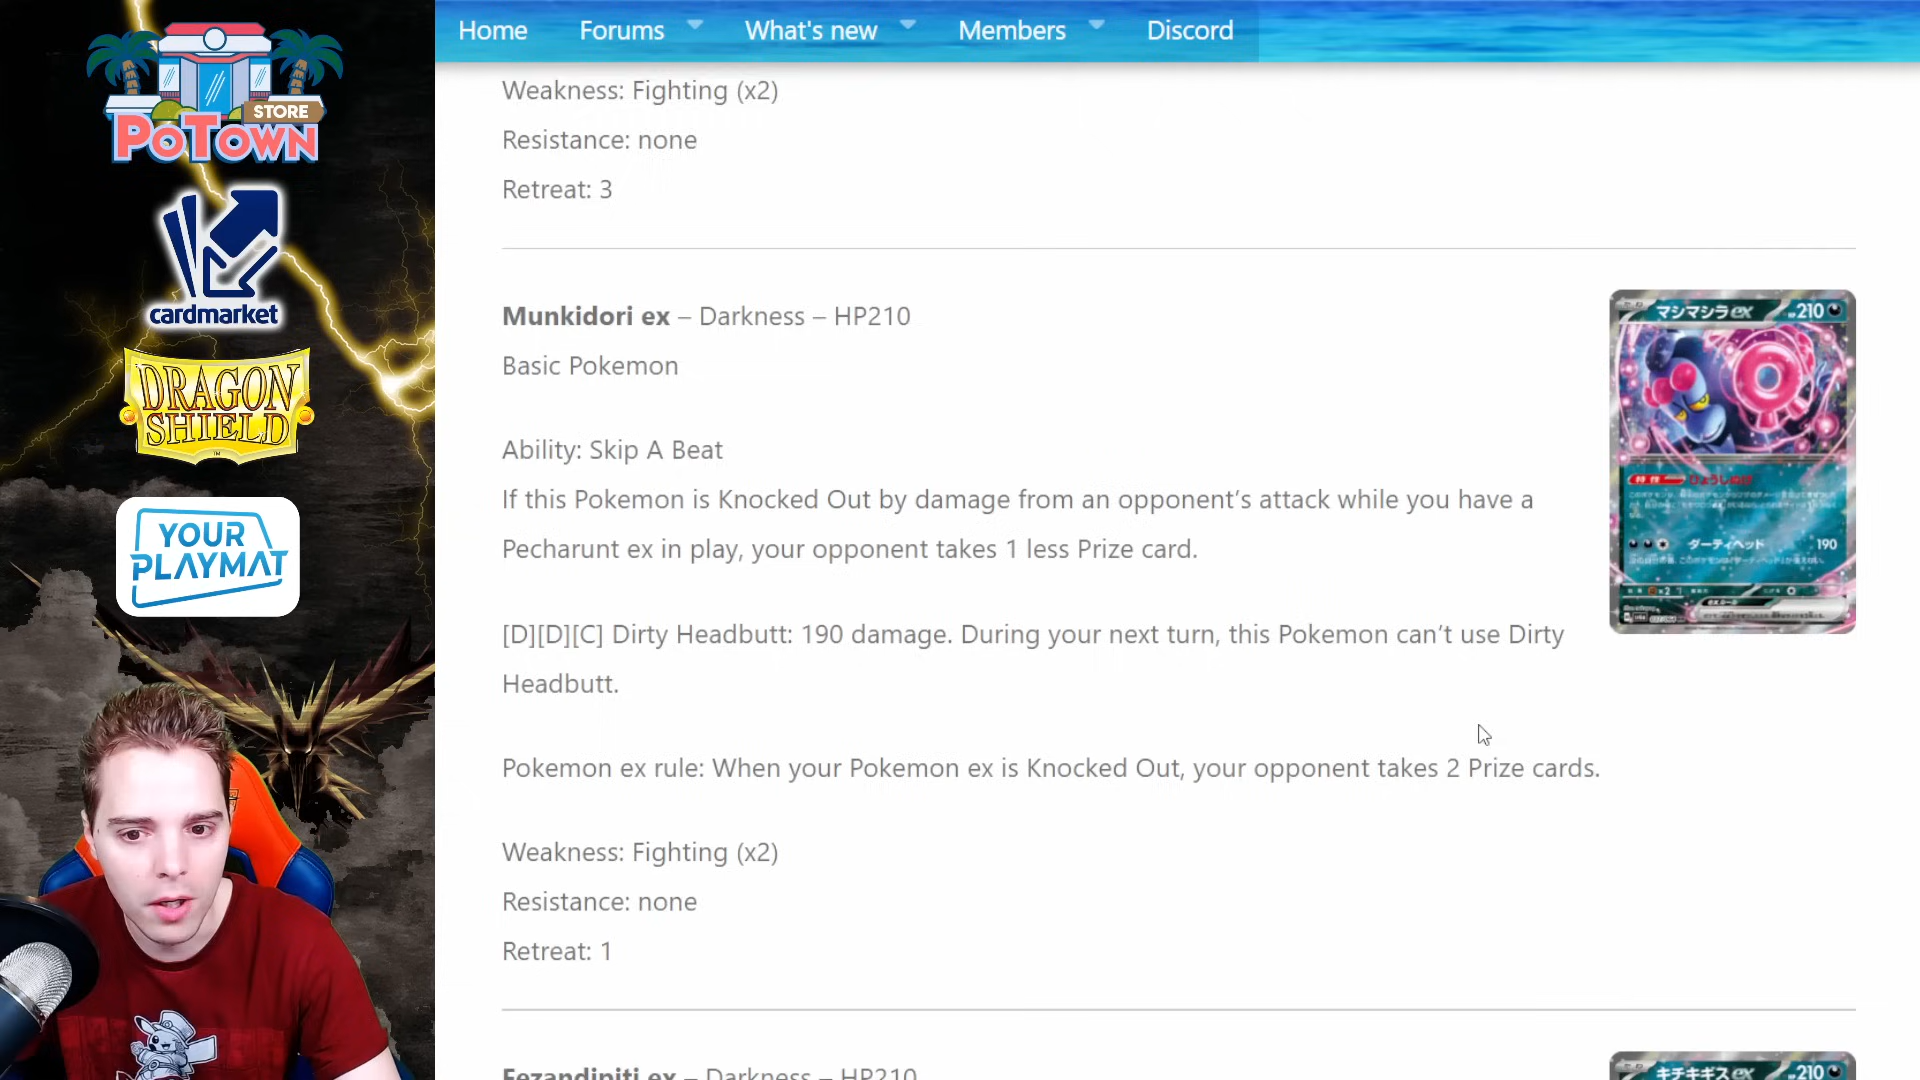 Home Forums What's new Members Discord
STORE
PoTown
cardmarket
DRAGON
SHIELD
TM
YOUR
PLAYMAT
Weakness: Fighting (x2)
Resistance: none
Retreat: 3
Munkidori ex – Darkness – HP210
Basic Pokemon
Ability: Skip A Beat
If this Pokemon is Knocked Out by damage from an opponent’s attack while you have a
Pecharunt ex in play, your opponent takes 1 less Prize card.
[D][D][C] Dirty Headbutt: 190 damage. During your next turn, this Pokemon can’t use Dirty
Headbutt.
Pokemon ex rule: When your Pokemon ex is Knocked Out, your opponent takes 2 Prize cards.
Weakness: Fighting (x2)
Resistance: none
Retreat: 1
マシマシラex 210
ダーティヘッド 190
Fezandipiti ex – Darkness – HP210
キチキギスex 210